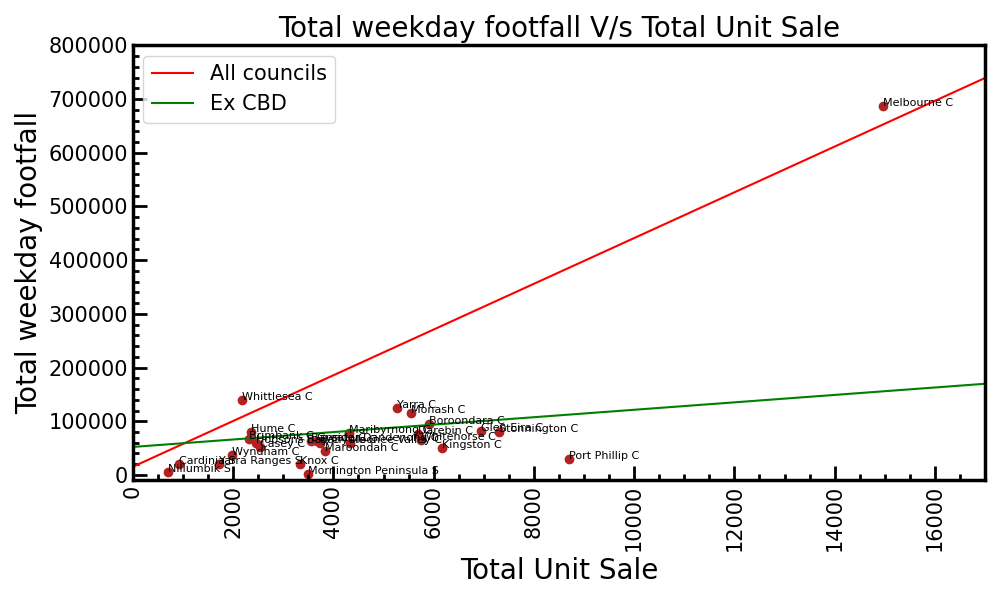 Total weekday footfall V/s Total Unit Sale
800000
700000
600000
500000
400000
300000
200000
100000
0
Total weekday footfall
All councils
Ex CBD
Melbourne C
Whittlesea C
Yarra C
Monash C
Boroondara C
Hume C
Maribyrnong C
Glen Eira C
Stonnington C
Darebin C
Brimbank C
Whitehorse C
Casey C
Maroondah C
Kingston C
Wyndham C
Port Phillip C
Cardinia S
Yarra Ranges S
Knox C
Nillumbik S
Mornington Peninsula S
0
2000
4000
6000
8000
10000
12000
14000
16000
Total Unit Sale